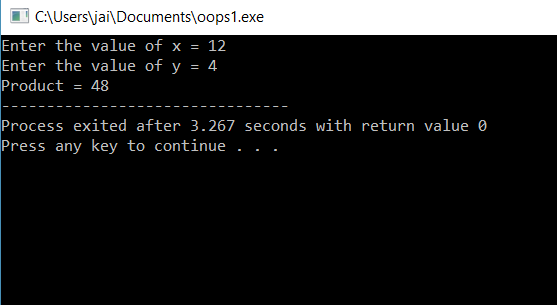 C:\Users\jai\Documents\oops1.exe
Enter the value of x = 12
Enter the value of y = 4
Product = 48
--------------------------------
Process exited after 3.267 seconds with return value 0
Press any key to continue . . .